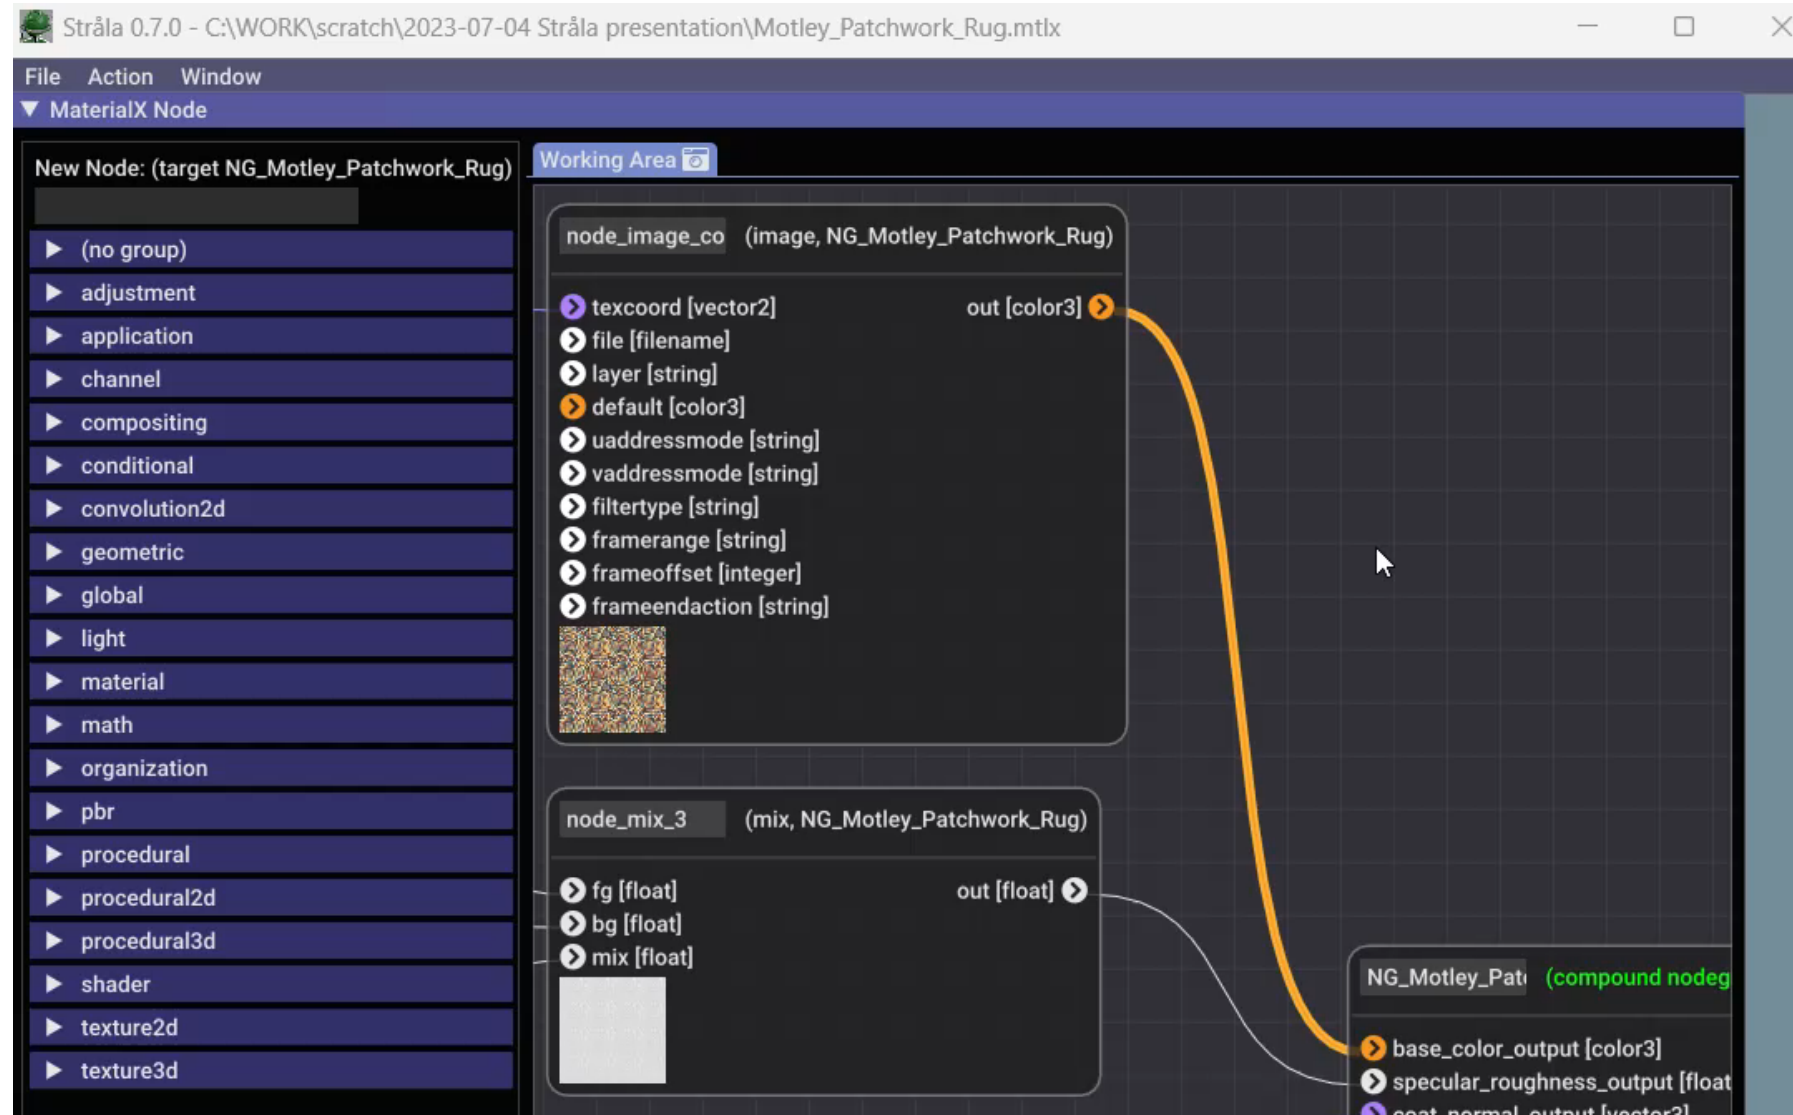 Stråla 0.7.0 - C:\WORK\scratch\2023-07-04 Stråla presentation\Motley_Patchwork_Rug.mtlx
File Action Window
MaterialX Node
New Node: (target NG_Motley_Patchwork_Rug)
(no group)
adjustment
application
channel
compositing
conditional
convolution2d
geometric
global
light
material
math
organization
pbr
procedural
procedural2d
procedural3d
shader
texture2d
texture3d
Working Area
node_image_co (image, NG_Motley_Patchwork_Rug)
texcoord [vector2] out [color3]
file [filename]
layer [string]
default [color3]
uaddressmode [string]
vaddressmode [string]
filtertype [string]
framerange [string]
frameoffset [integer]
frameendaction [string]
node_mix_3 (mix, NG_Motley_Patchwork_Rug)
fg [float] out [float]
bg [float]
mix [float]
NG_Motley_Pat (compound nodeg
base_color_output [color3]
specular_roughness_output [float
coat_normal_output [vector3]